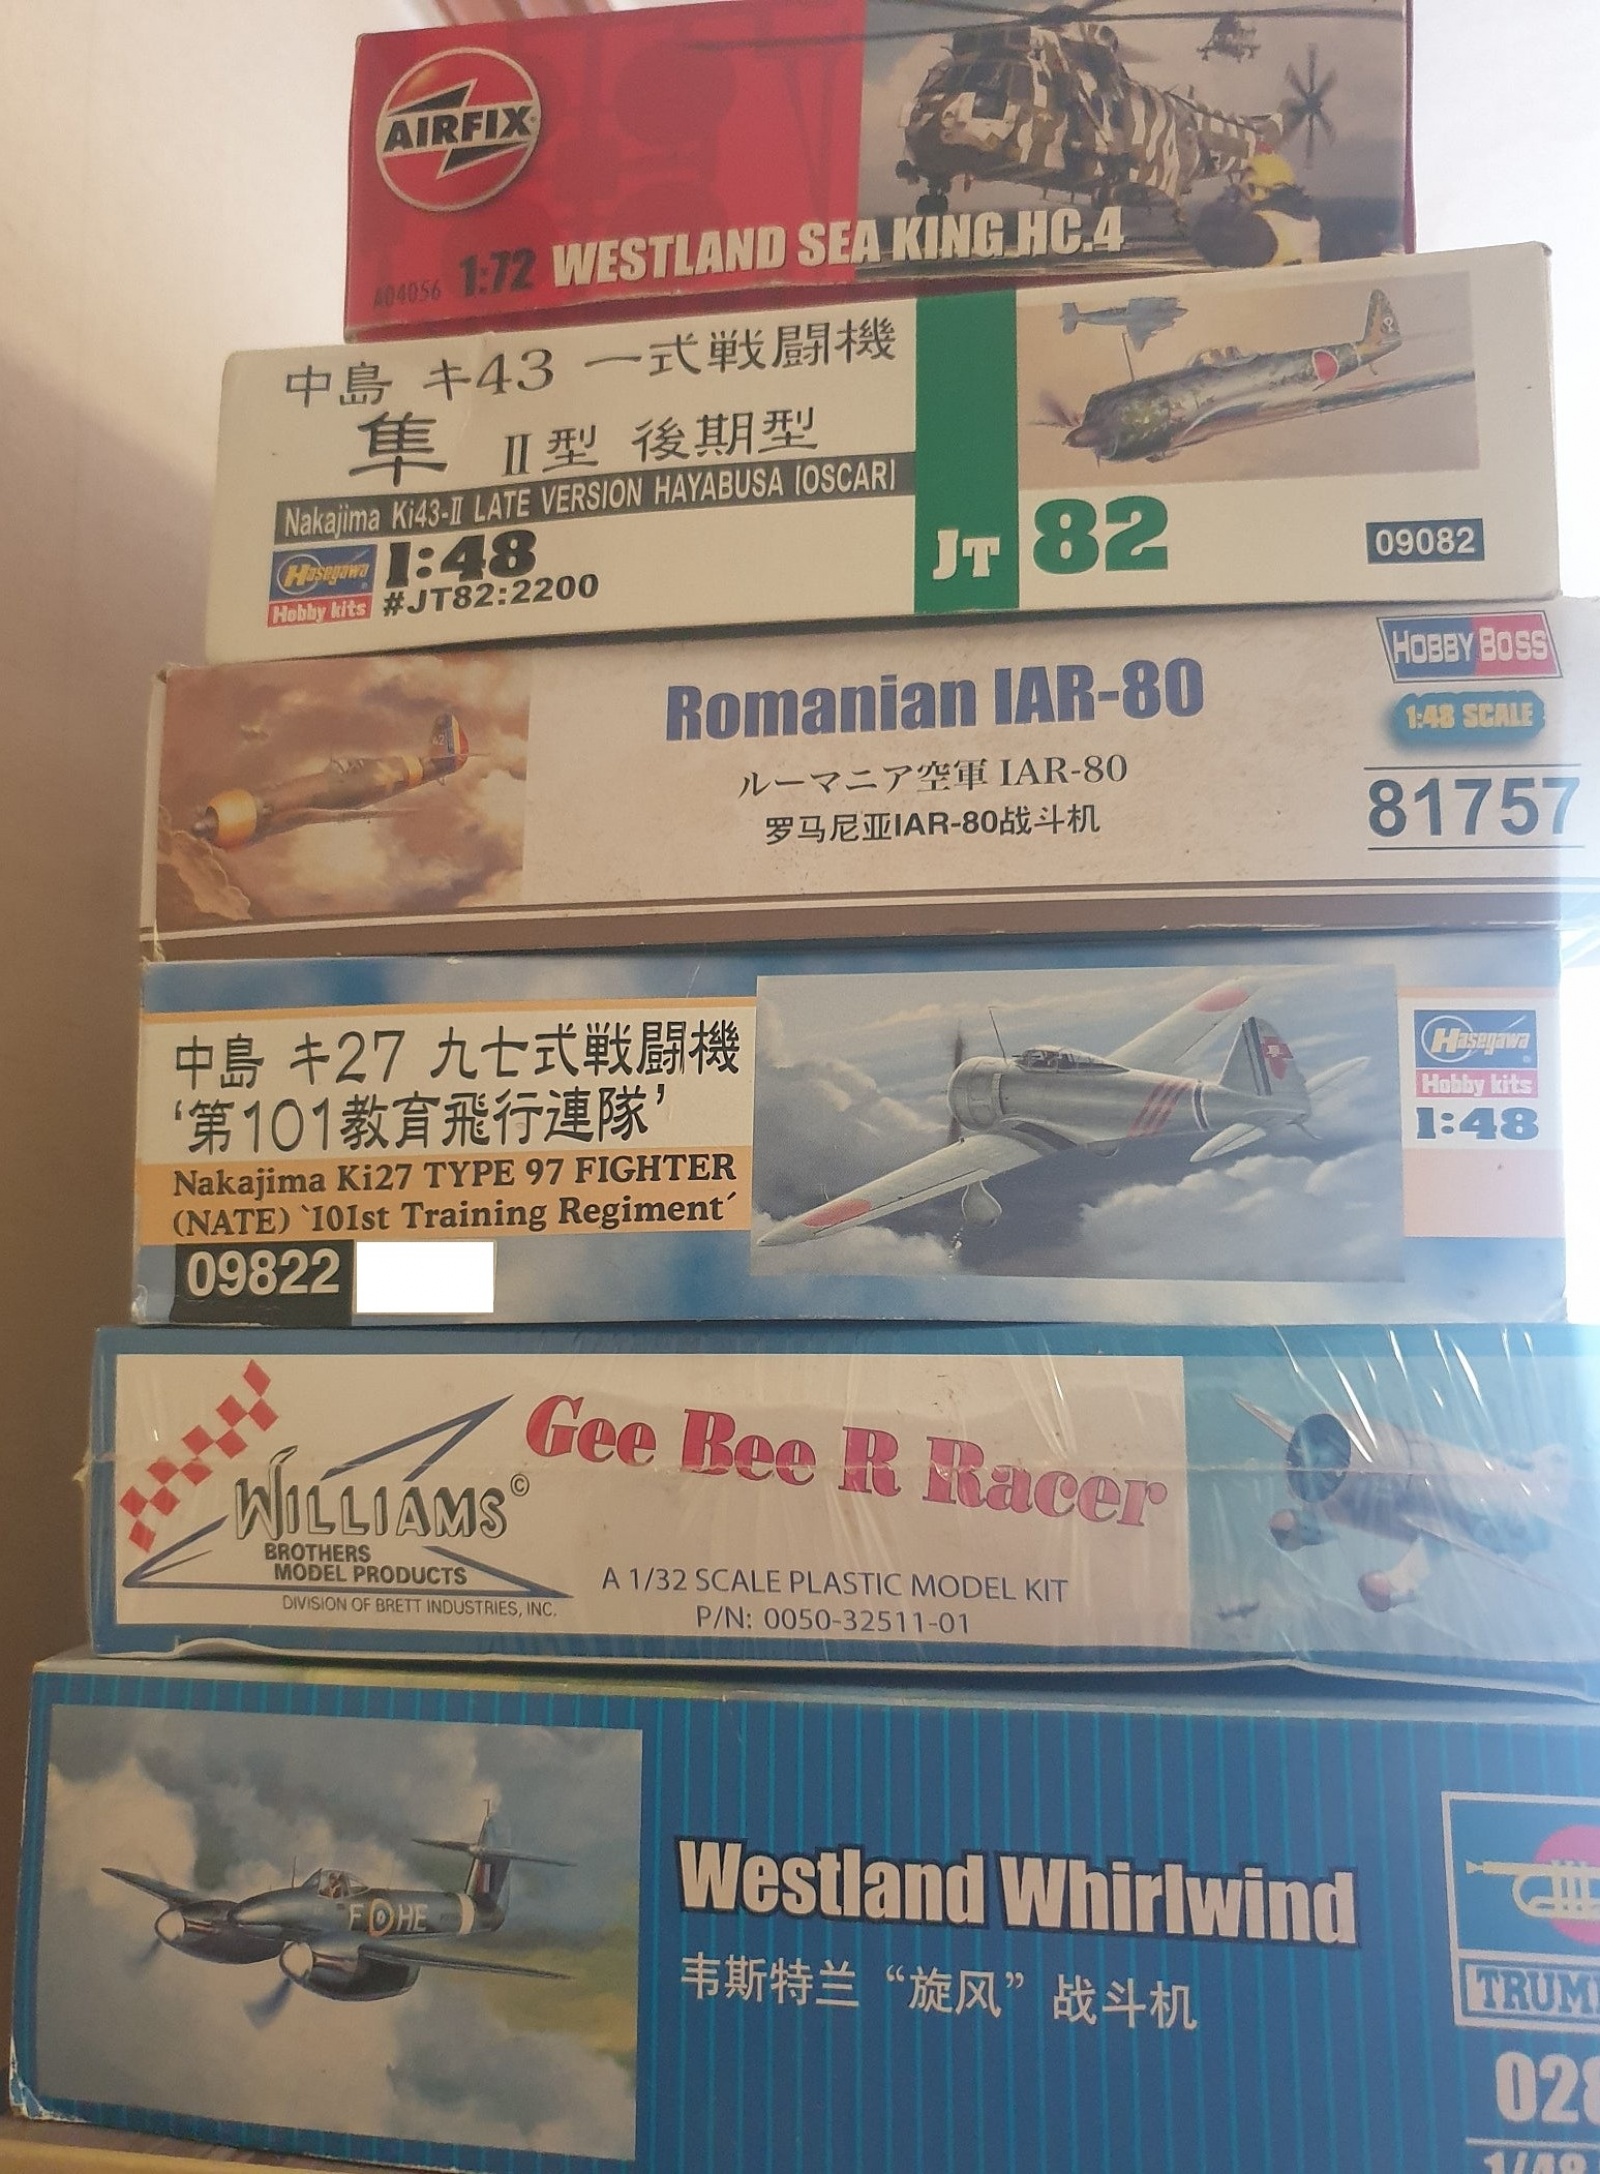 AIRFIX
A04056 1:72 WESTLAND SEA KING HC.4
中島 キ43 一式戦闘機
隼 II型 後期型
Nakajima Ki43-II LATE VERSION HAYABUSA (OSCAR)
Hasegawa
Hobby kits
1:48
#JT82:2200
JT 82
09082
Romanian IAR-80
ルーマニア空軍 IAR-80
罗马尼亚IAR-80战斗机
HOBBY BOSS
1:48 SCALE
81757
中島 キ27 九七式戦闘機
‘第101教育飛行連隊’
Nakajima Ki27 TYPE 97 FIGHTER
(NATE) `101st Training Regiment´
09822
Hasegawa
Hobby kits
1:48
WILLIAMS©
BROTHERS
MODEL PRODUCTS
DIVISION OF BRETT INDUSTRIES, INC.
Gee Bee R Racer
A 1/32 SCALE PLASTIC MODEL KIT
P/N: 0050-32511-01
F HE
Westland Whirlwind
韦斯特兰“旋风”战斗机
TRUM
028
1/48